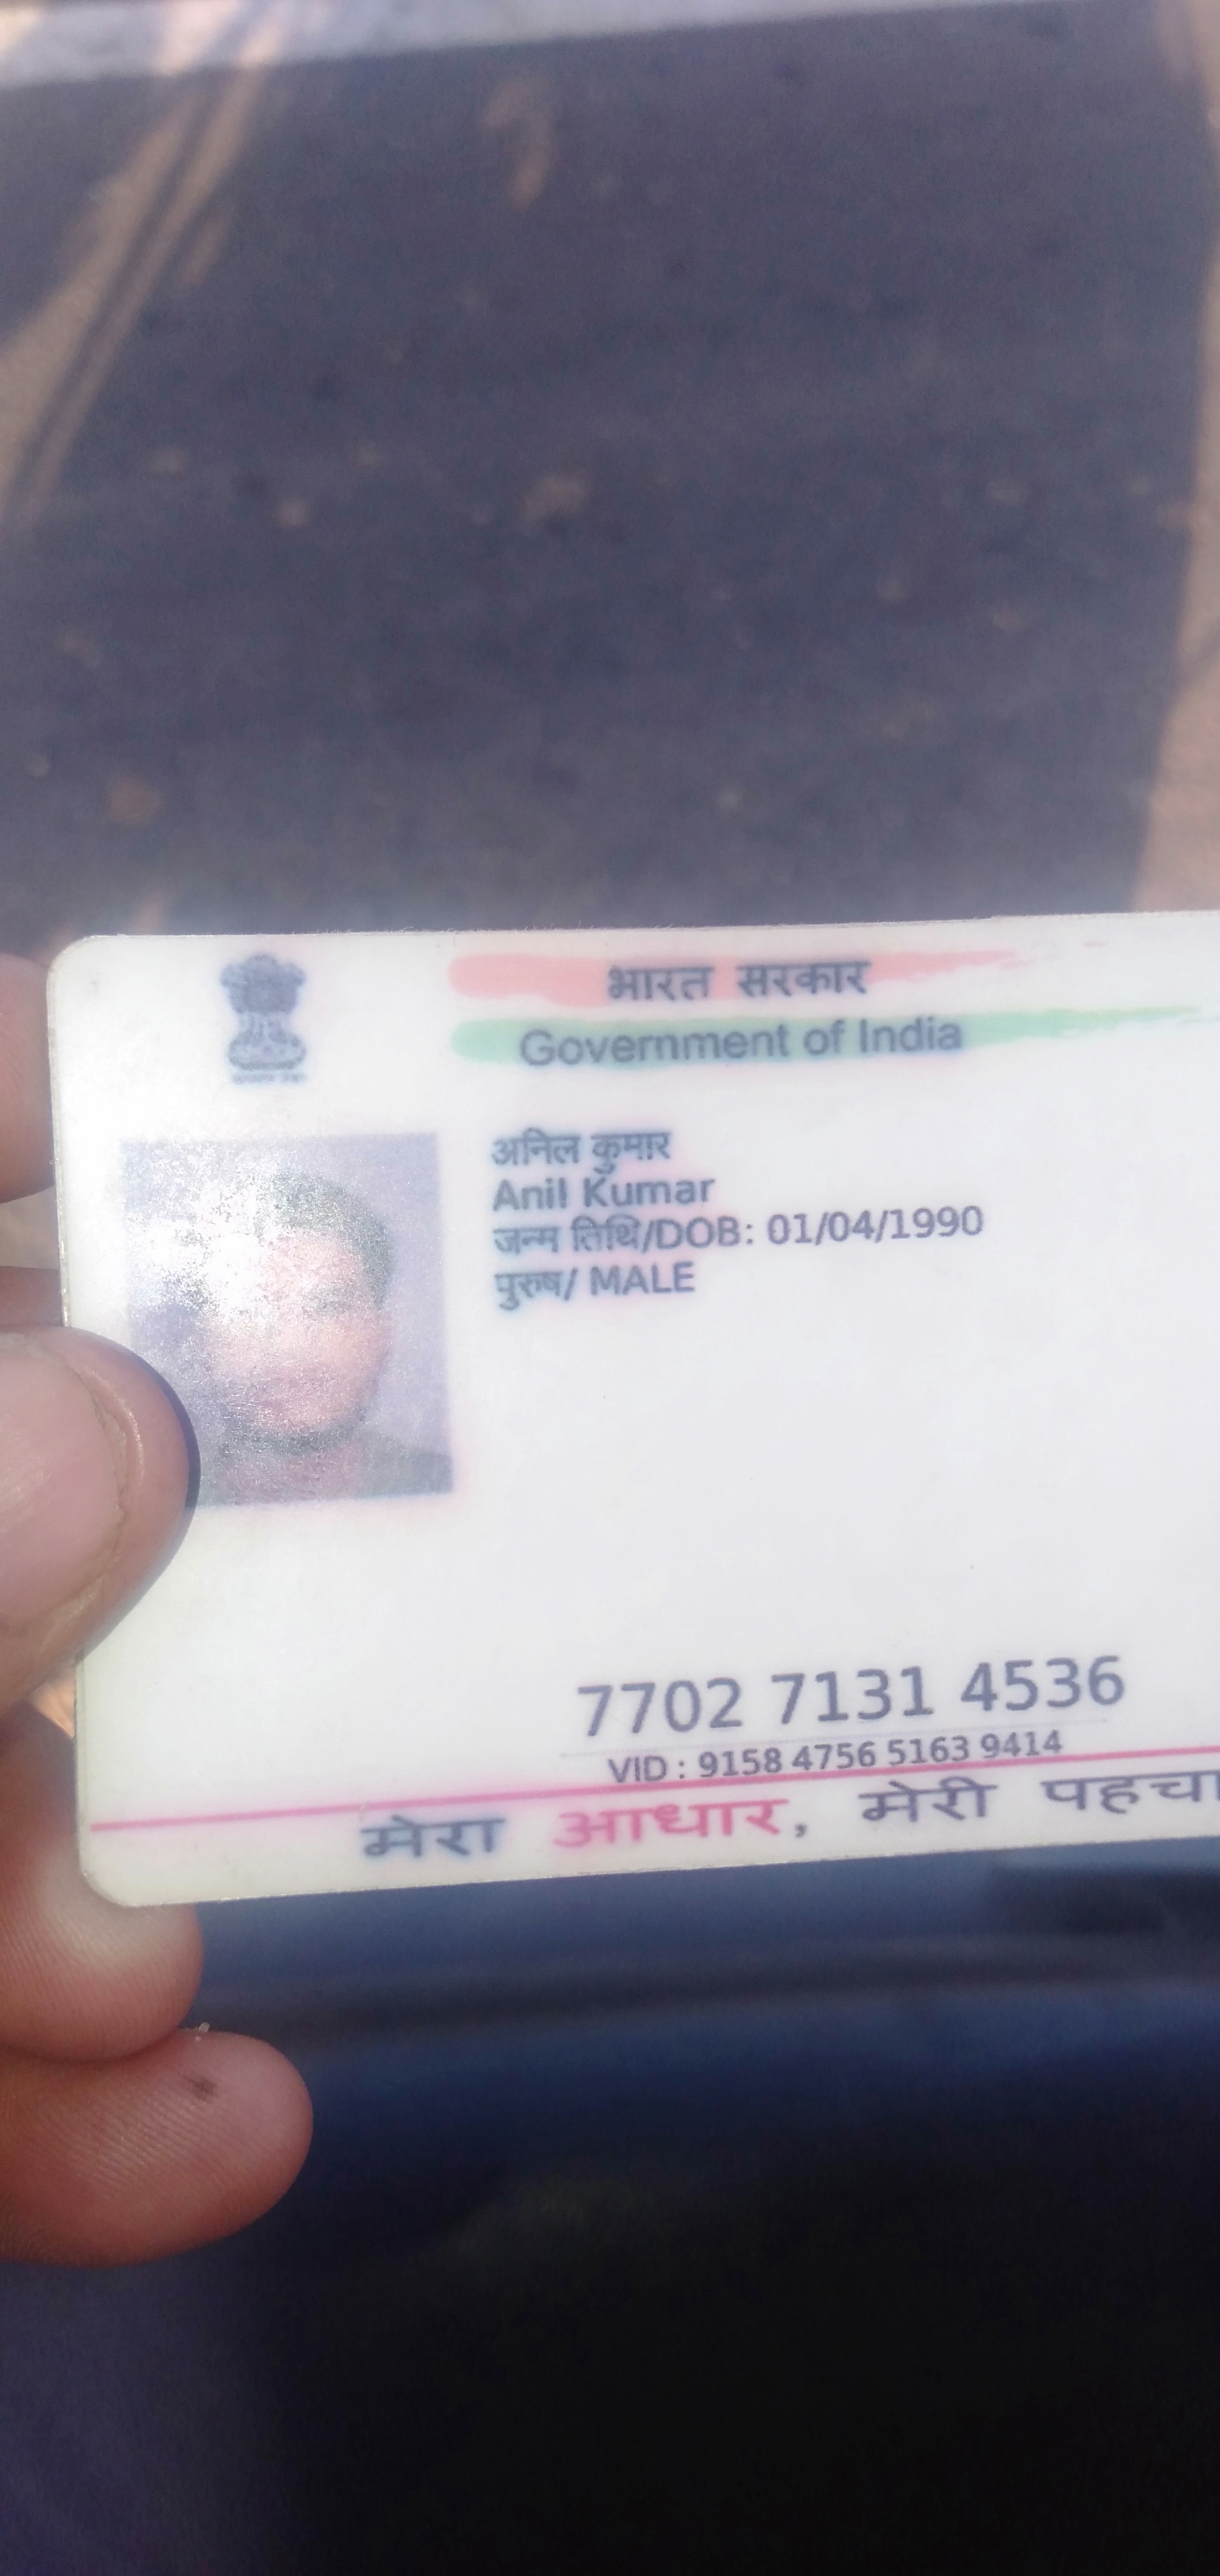 भारत सरकार
Government of India
अनिल कुमार
Anil Kumar
जन्म तिथि/DOB: 01/04/1990
पुरुष/ MALE
7702 7131 4536
VID : 9158 4756 5163 9414
मेरा आधार, मेरी पहचा